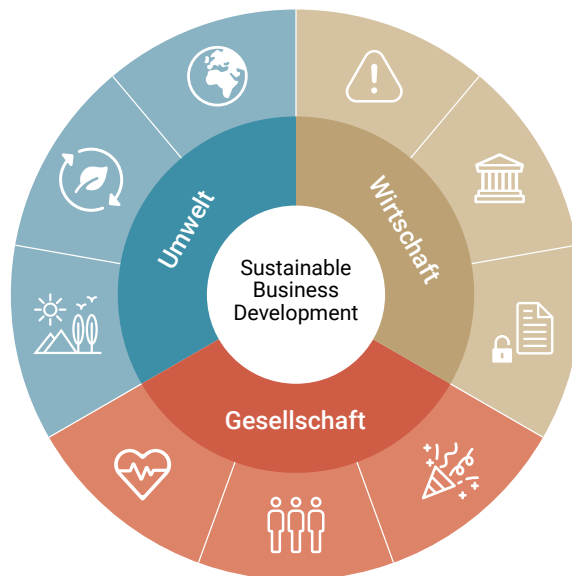 Umwelt
Wirtschaft
Sustainable
Business
Development
Gesellschaft